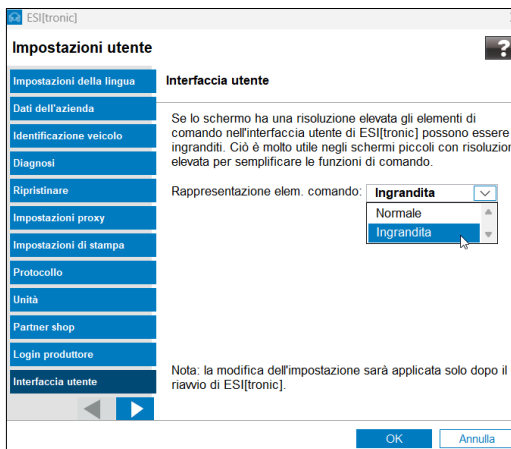 ESI[tronic]
Impostazioni utente
?
Impostazioni della lingua
Dati dell'azienda
Identificazione veicolo
Diagnosi
Ripristinare
Impostazioni proxy
Impostazioni di stampa
Protocollo
Unità
Partner shop
Login produttore
Interfaccia utente
Interfaccia utente
Se lo schermo ha una risoluzione elevata gli elementi di
comando nell'interfaccia utente di ESI[tronic] possono essere
ingranditi. Ciò è molto utile negli schermi piccoli con
elevata per semplificare le funzioni di comando.
Rappresentazione elem. comando: Ingrandita
Normale
Ingrandita
Nota: la modifica dell'impostazione sarà applicata solo dopo il
riavvio di ESI[tronic].
OK Annulla